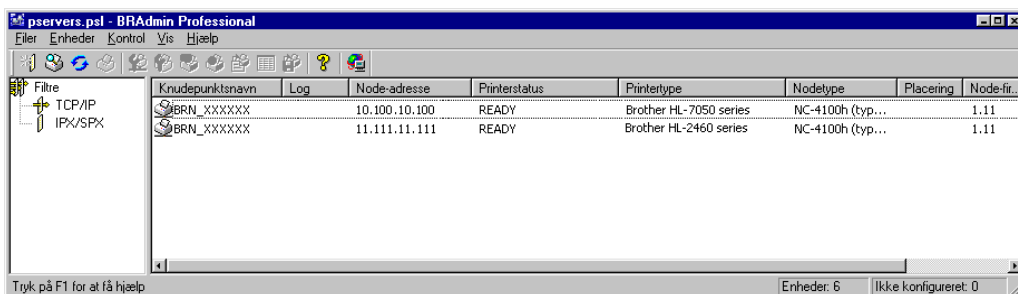 pservers.psl - BRAdmin Professional
Filer Enheder Kontrol Vis Hjælp
Filtre
TCP/IP
IPX/SPX
Knudepunktsnavn Log Node-adresse Printerstatus Printertype Nodetype Placering Node-fir...
BRN_XXXXXX 10.100.10.100 READY Brother HL-7050 series NC-4100h (typ... 1.11
BRN_XXXXXX 11.111.11.111 READY Brother HL-2460 series NC-4100h (typ... 1.11
Tryk på F1 for at få hjælp Enheder: 6 Ikke konfigureret: 0